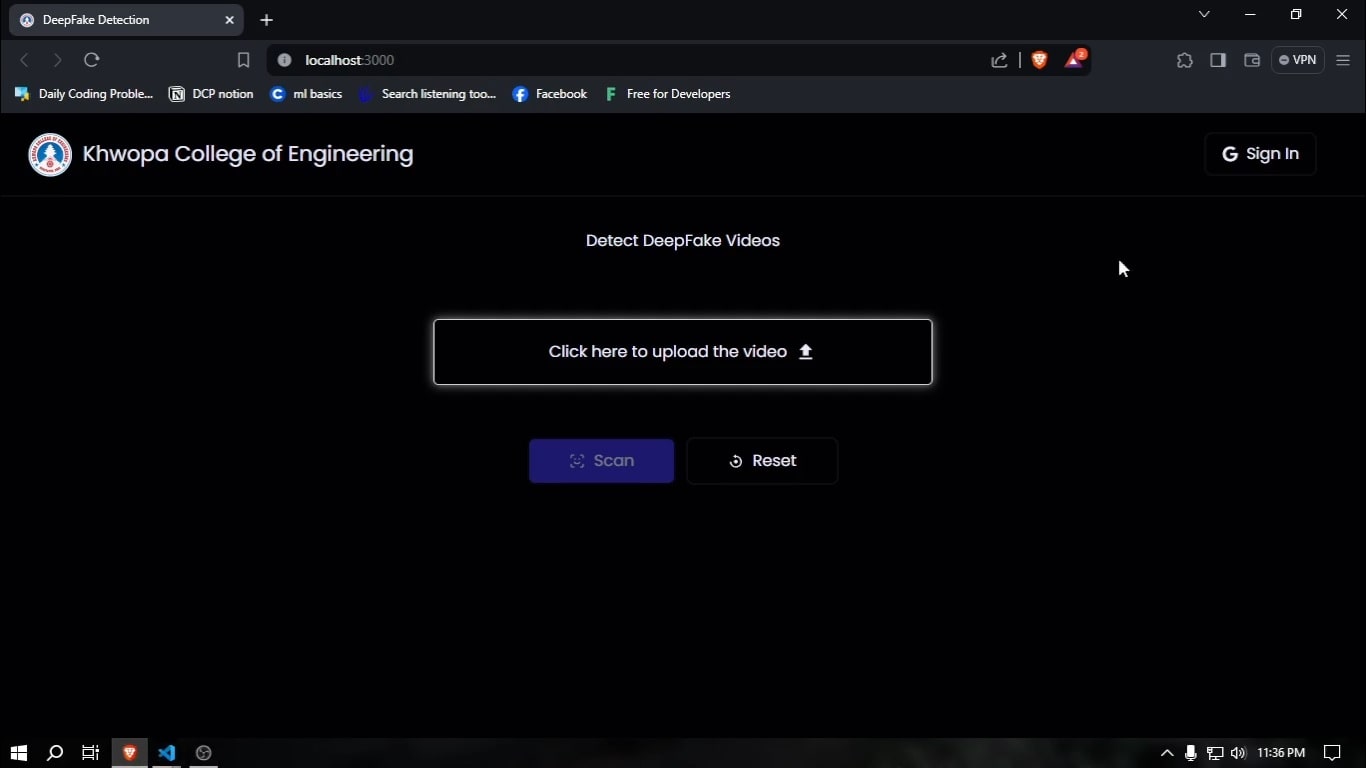 DeepFake Detection
localhost:3000
2
VPN
Daily Coding Proble...
DCP notion
ml basics
Search listening too...
Facebook
Free for Developers
Khwopa College of Engineering
G Sign In
Detect DeepFake Videos
Click here to upload the video
Scan
Reset
11:36 PM